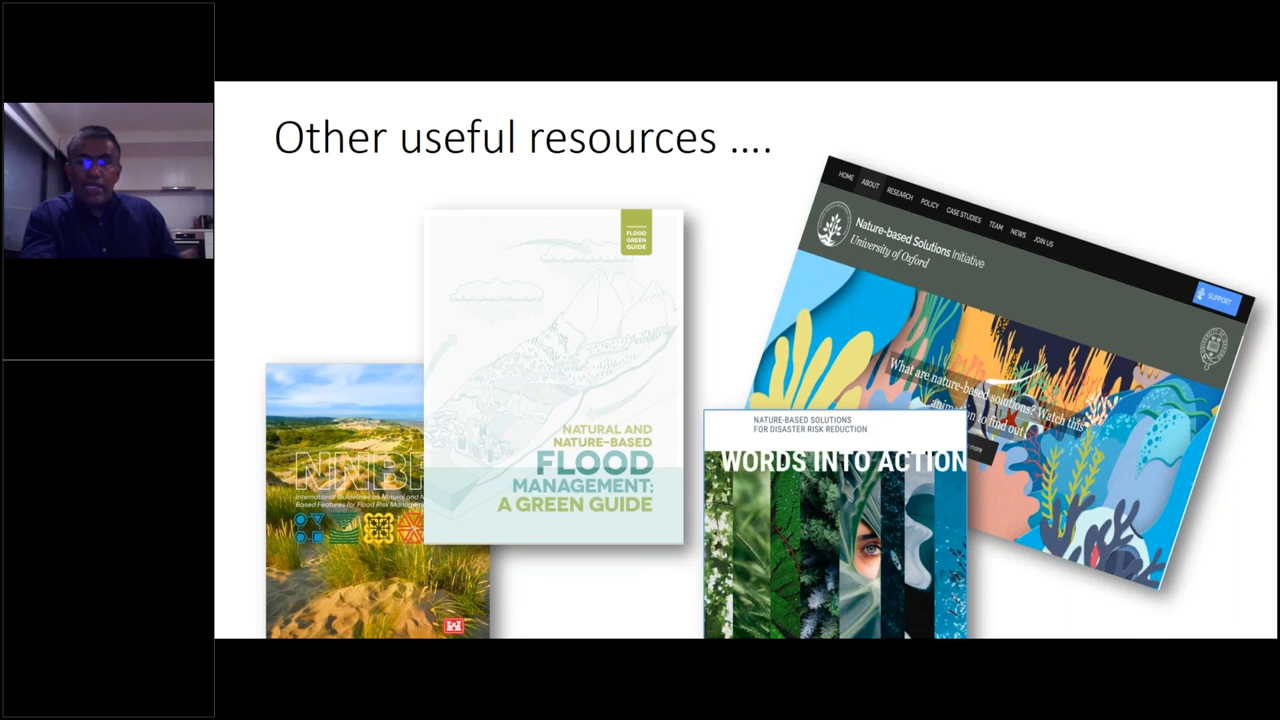 Other useful resources ....
NNBF
International Guidelines on Natural and N
Based Features for Flood Risk Managem
FLOOD
GREEN
GUIDE
NATURAL AND
NATURE-BASED
FLOOD
MANAGEMENT:
A GREEN GUIDE
NATURE-BASED SOLUTIONS
FOR DISASTER RISK REDUCTION
WORDS INTO ACTION
HOME ABOUT RESEARCH POLICY CASE STUDIES TEAM NEWS JOIN US
Nature-based Solutions Initiative
University of Oxford
SUPPORT
What are nature-based solutions? Watch this
animation to find out
more